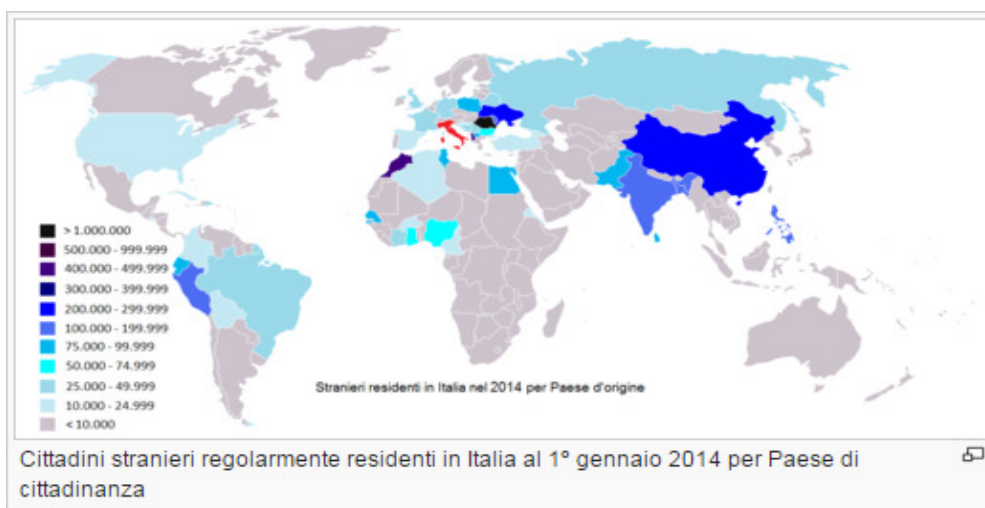 > 1.000.000
500.000 - 999.999
400.000 - 499.999
300.000 - 399.999
200.000 - 299.999
100.000 - 199.999
75.000 - 99.999
50.000 - 74.999
25.000 - 49.999
10.000 - 24.999
< 10.000
Stranieri residenti in Italia nel 2014 per Paese d'origine
Cittadini stranieri regolarmente residenti in Italia al 1º gennaio 2014 per Paese di
cittadinanza